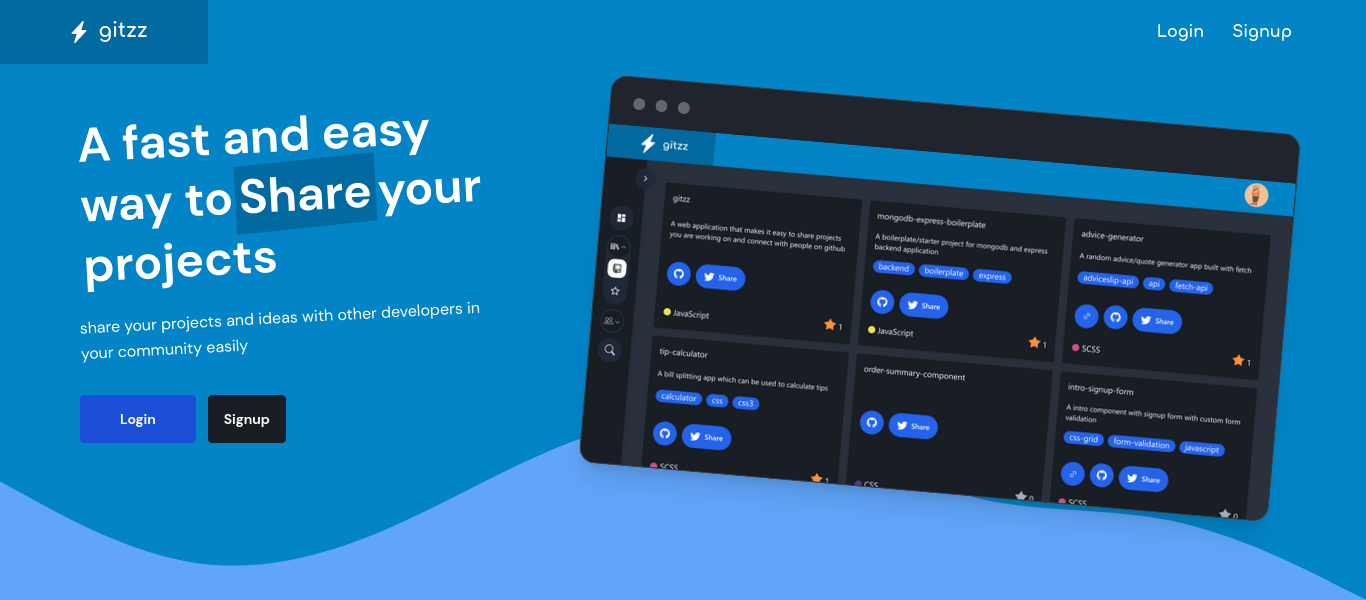 gitzz
Login Signup
A fast and easy
way to Share your
projects
share your projects and ideas with other developers in
your community easily
Login Signup
gitzz
gitzz
A web application that makes it easy to share projects
you are working on and connect with people on github
Share
JavaScript
1
mongodb-express-boilerplate
A boilerplate/starter project for mongodb and express
backend application
backend boilerplate express
Share
JavaScript
1
advice-generator
A random advice/quote generator app built with fetch
adviceslip-api api fetch-api
Share
SCSS
1
tip-calculator
A bill splitting app which can be used to calculate tips
calculator css css3
Share
SCSS
1
order-summary-component
Share
CSS
0
intro-signup-form
A intro component with signup form with custom form
validation
css-grid form-validation javascript
Share
SCSS
0